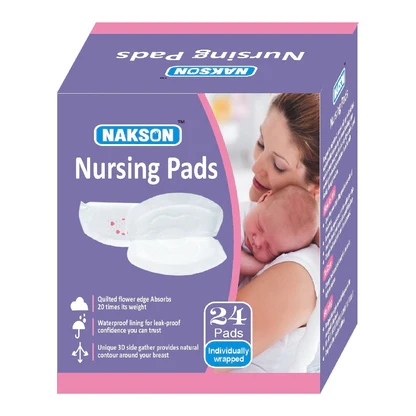 Nursing Pads
NAKSON
NAKSON™
Nursing Pads
Quilted flower edge Absorbs
20 times its weight
Waterproof lining for leak-proof
confidence you can trust
Unique 3D side gather provides natural
contour around your breast
24
Pads
Individually
wrapped